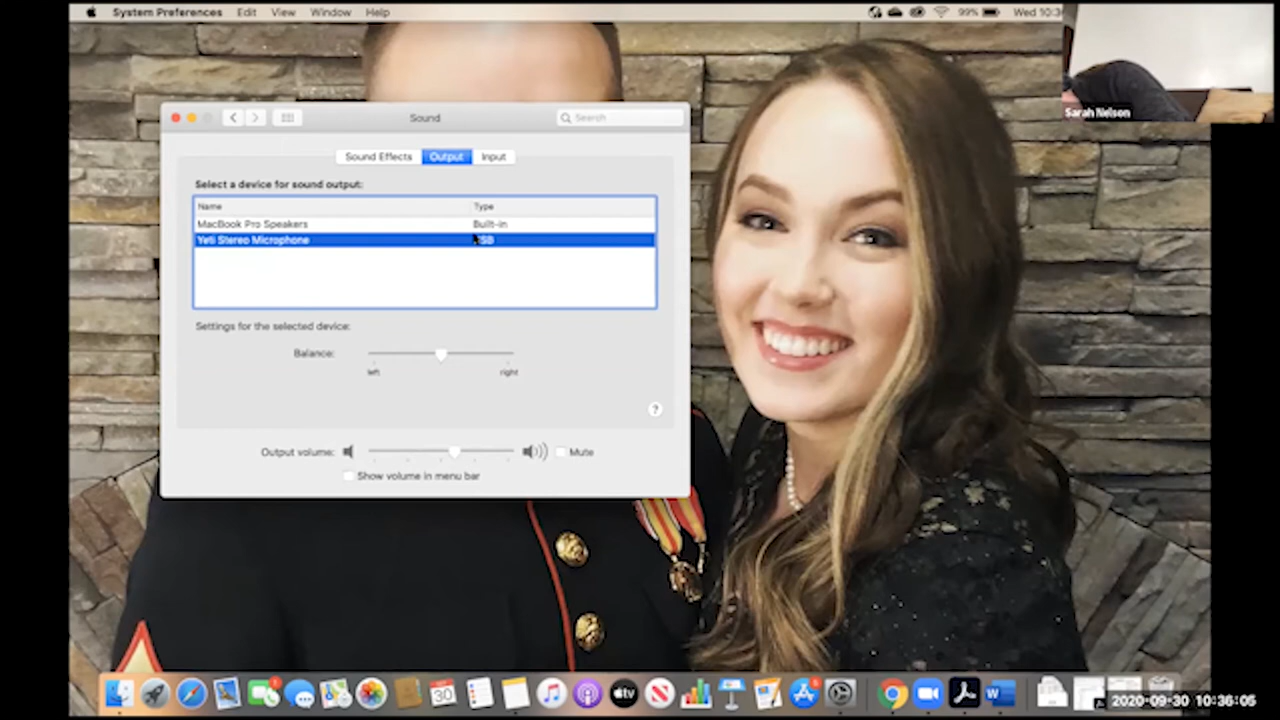 System Preferences Edit View Window Help 99% Wed 10:3
Sarah Nelson
Sound Search
Sound Effects Output Input
Select a device for sound output:
Name Type
MacBook Pro Speakers Built-in
Yeti Stereo Microphone
Settings for the selected device:
Balance:
left right
?
Output volume: Mute
Show volume in menu bar
30
tv
W
2020-09-30 10:36:05